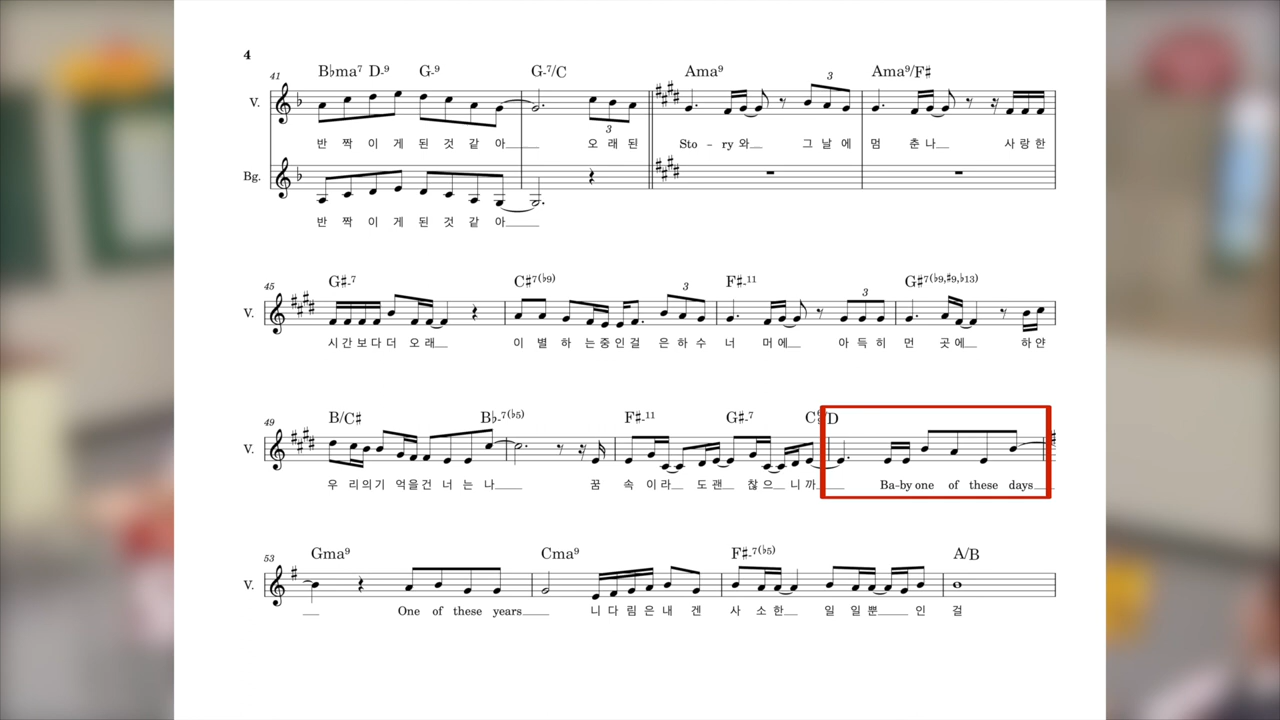 4
41 B♭ma7 D-9 G-9 G-7/C Ama9 Ama9/F♯
V. 3 3
반 짝 이 게 된 것 같 아 오 래 된 Sto - ry 와 그 날 에 멈 춘 나 사 랑 한
Bg.
반 짝 이 게 된 것 같 아
45 G♯-7 C♯7(♭9) F♯-11 G♯7(♭9,♯9,♭13)
V. 3 3
시 간 보 다 더 오 래 이 별 하 는 중 인 걸 은 하 수 너 머 에 아 득 히 먼 곳 에 하 얀
49 B/C♯ B♭-7(♭5) F♯-11 G♯-7 D
V.
우 리 의 기 억 을 건 너 는 나 꿈 속 이 라 도 괜 찮 으 니 까 Ba-by one of these days
53 Gma9 Cma9 F♯-7(♭5) A/B
V.
One of these years 니 다 림 은 내 겐 사 소 한 일 일 뿐 인 걸